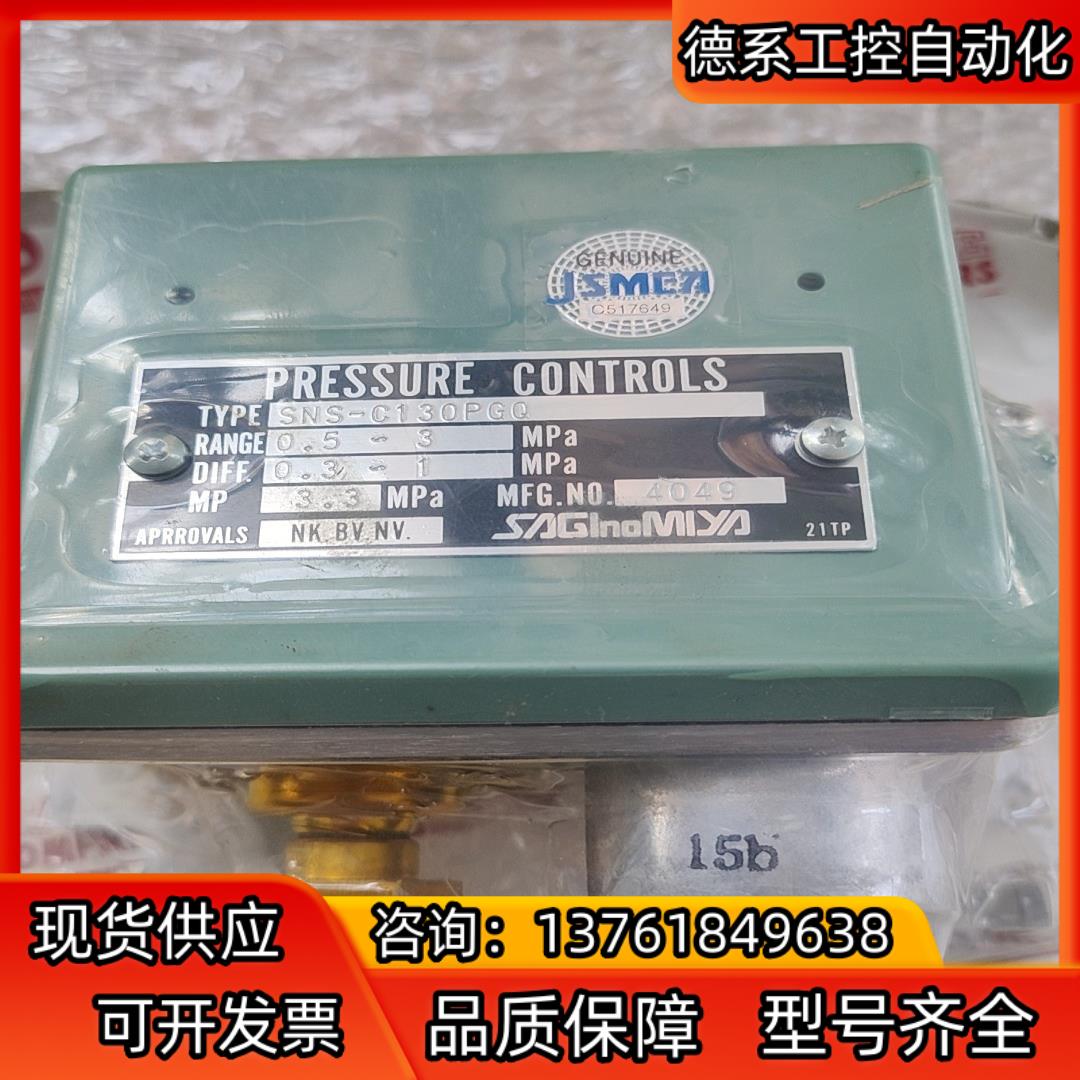 德系工控自动化
GENUINE
JSMEA
C517649
PRESSURE CONTROLS
TYPE SNS-C130PGQ
RANGE 0.5 - 3 MPa
DIFF. 0.3 - 1 MPa
MP 3.3 MPa MFG.NO. 4049
APRROVALS NK.BV.NV. SAGInoMIYA 21TP
15b
现货供应
咨询：13761849638
可开发票 品质保障 型号齐全